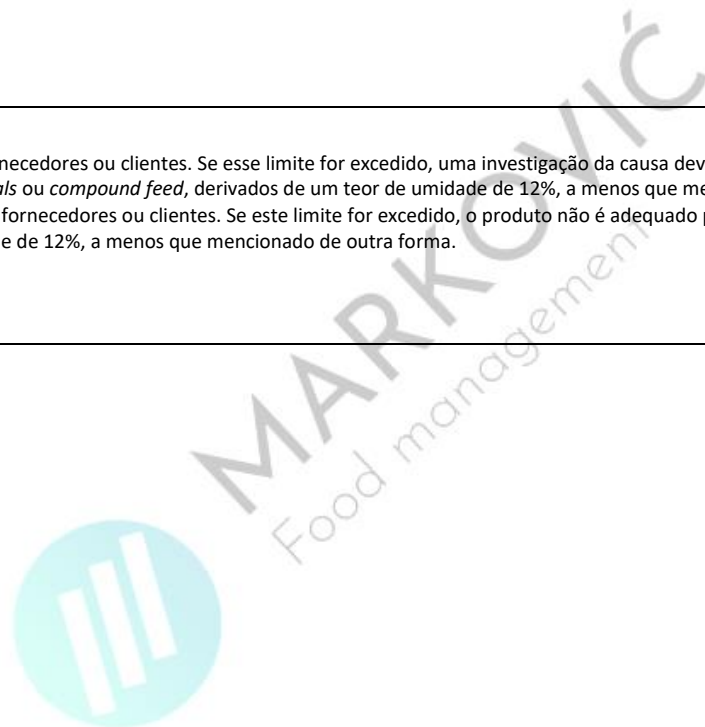 necedores ou clientes. Se esse limite for excedido, uma investigação da causa dev
als ou compound feed, derivados de um teor de umidade de 12%, a menos que me
fornecedores ou clientes. Se este limite for excedido, o produto não é adequado p
e de 12%, a menos que mencionado de outra forma.
MARKOVIĆ
Food management